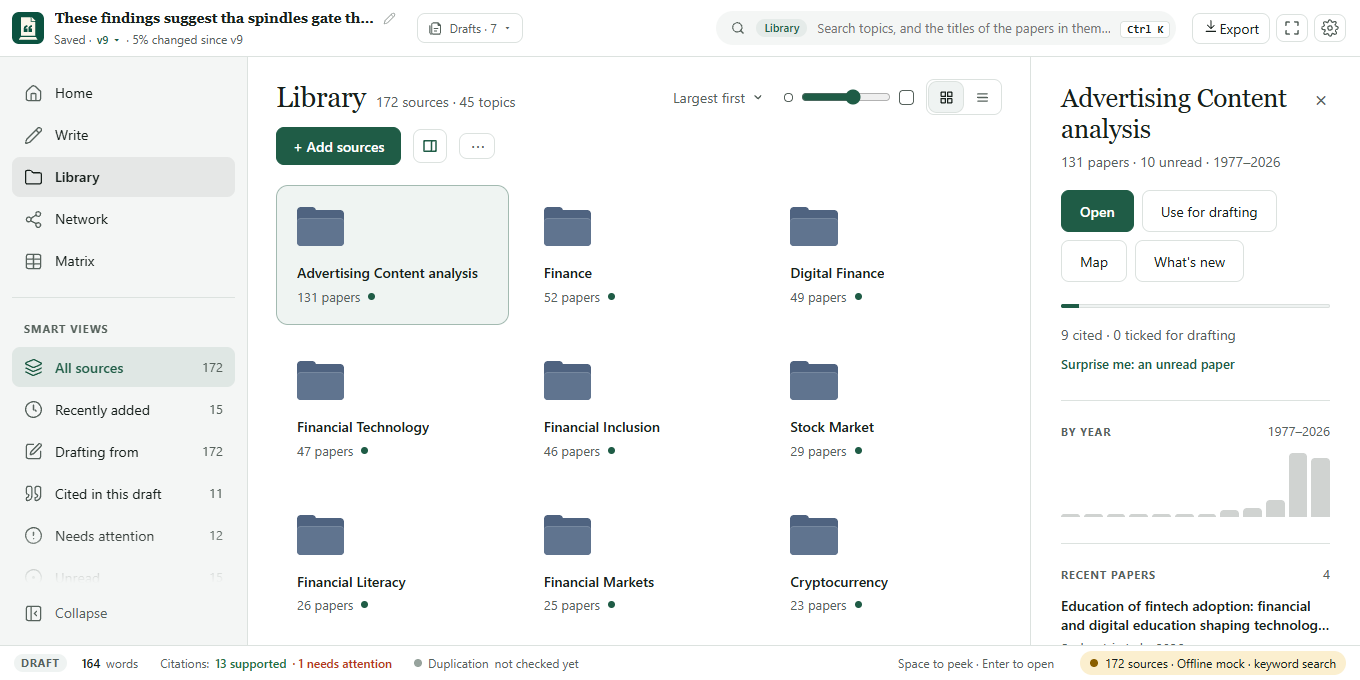 These findings suggest tha spindles gate th...
Saved · v9 · 5% changed since v9
Drafts · 7
Library
Search topics, and the titles of the papers in them...
Ctrl K
Export
Home
Write
Library
Network
Matrix
SMART VIEWS
All sources 172
Recently added 15
Drafting from 172
Cited in this draft 11
Needs attention 12
Unread 15
Collapse
Library 172 sources · 45 topics
Largest first
+ Add sources
...
Advertising Content analysis
131 papers
Finance
52 papers
Digital Finance
49 papers
Financial Technology
47 papers
Financial Inclusion
46 papers
Stock Market
29 papers
Financial Literacy
26 papers
Financial Markets
25 papers
Cryptocurrency
23 papers
Advertising Content
analysis
131 papers · 10 unread · 1977–2026
Open
Use for drafting
Map
What's new
9 cited · 0 ticked for drafting
Surprise me: an unread paper
BY YEAR 1977–2026
RECENT PAPERS 4
Education of fintech adoption: financial
and digital education shaping technolog...
DRAFT
164 words
Citations: 13 supported · 1 needs attention
Duplication not checked yet
Space to peek · Enter to open
172 sources · Offline mock · keyword search